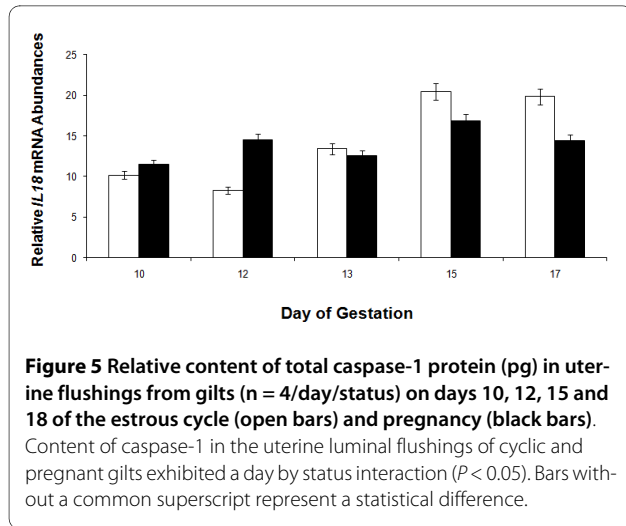 Relative IL18 mRNA Abundances
25
20
15
10
5
0
10 12 13 15 17
Day of Gestation
Figure 5 Relative content of total caspase-1 protein (pg) in uter-
ine flushings from gilts (n = 4/day/status) on days 10, 12, 15 and
18 of the estrous cycle (open bars) and pregnancy (black bars).
Content of caspase-1 in the uterine luminal flushings of cyclic and
pregnant gilts exhibited a day by status interaction (P < 0.05). Bars with-
out a common superscript represent a statistical difference.